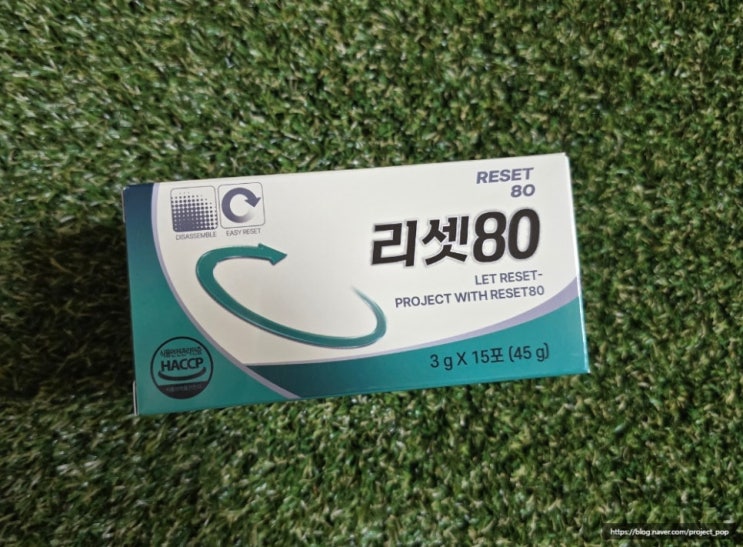 RESET
80
DISASSEMBLE
EASY RESET
리셋80
LET RESET-
PROJECT WITH RESET80
HACCP
3 g X 15포 (45 g)
https://blog.naver.com/project_pop